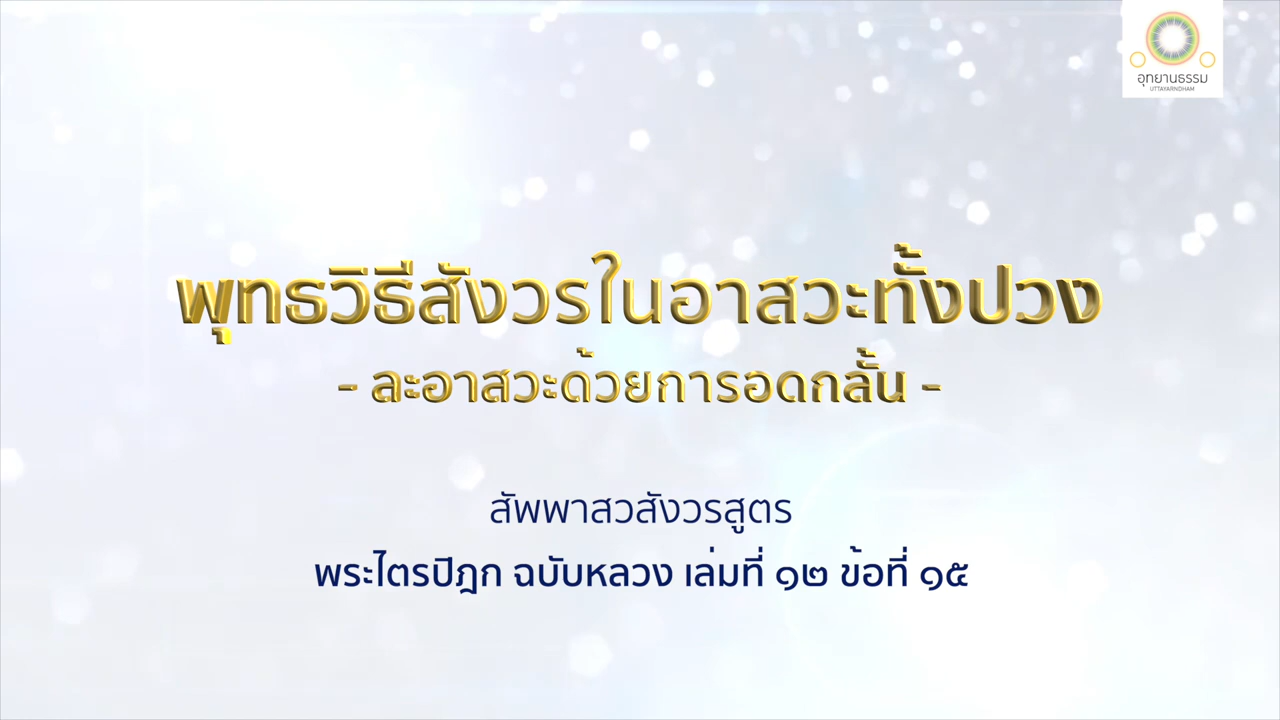 อุทยานธรรม
UTTAYARNDHAM
พุทธวิธีสังวรในอาสวะทั้งปวง
- ละอาสวะด้วยการอดกลั้น -
สัพพาสวสังวรสูตร
พระไตรปิฎก ฉบับหลวง เล่มที่ ๑๒ ข้อที่ ๑๕